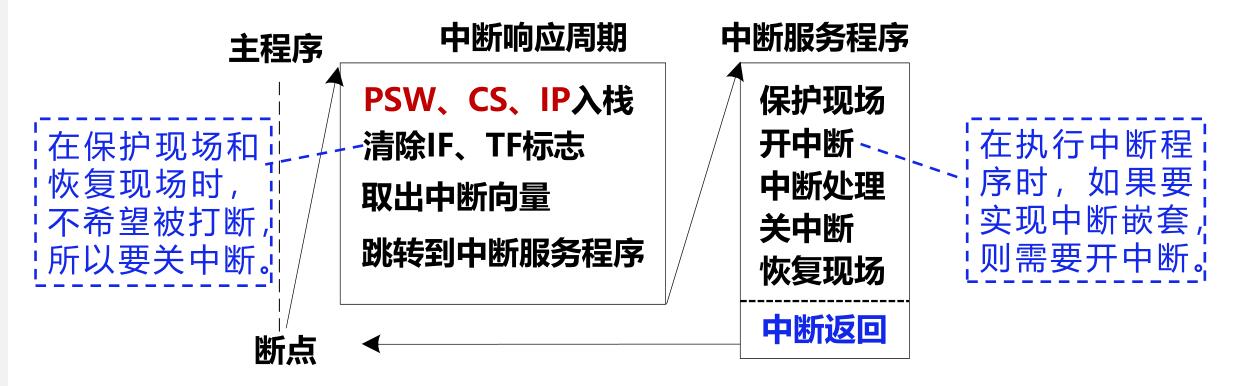 主程序
在保护现场和
恢复现场时，
不希望被打断，
所以要关中断。
断点
中断响应周期
PSW、CS、IP入栈
清除IF、TF标志
取出中断向量
跳转到中断服务程序
中断服务程序
保护现场
开中断
中断处理
关中断
恢复现场
中断返回
在执行中断程
序时，如果要
实现中断嵌套，
则需要开中断。